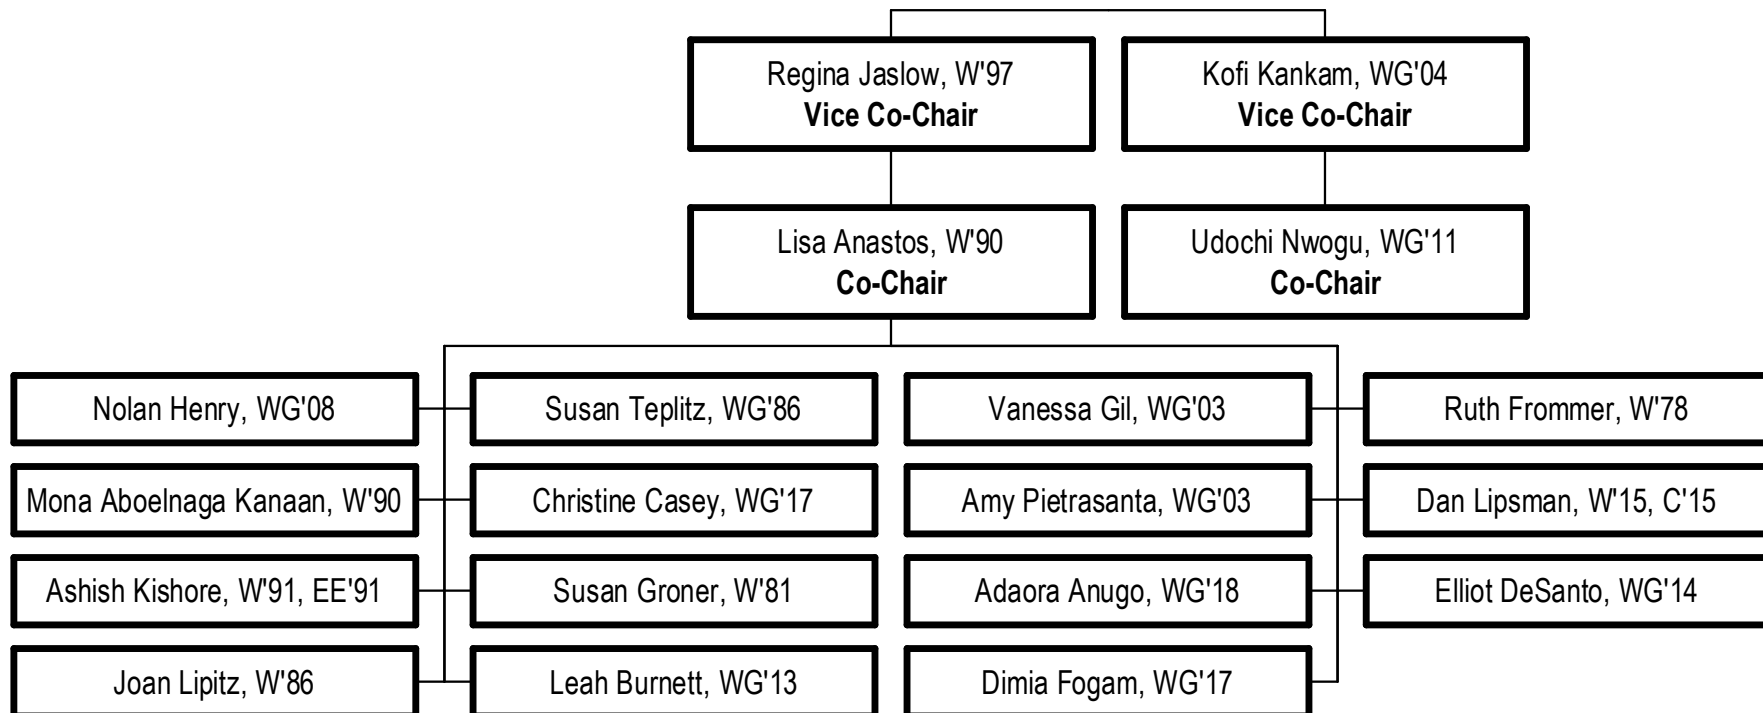 Regina Jaslow, W'97
Vice Co-Chair
Kofi Kankam, WG'04
Vice Co-Chair
Lisa Anastos, W'90
Co-Chair
Udochi Nwogu, WG'11
Co-Chair
Nolan Henry, WG'08
Susan Teplitz, WG'86
Vanessa Gil, WG'03
Ruth Frommer, W'78
Mona Aboelnaga Kanaan, W'90
Christine Casey, WG'17
Amy Pietrasanta, WG'03
Dan Lipsman, W'15, C'15
Ashish Kishore, W'91, EE'91
Susan Groner, W'81
Adaora Anugo, WG'18
Elliot DeSanto, WG'14
Joan Lipitz, W'86
Leah Burnett, WG'13
Dimia Fogam, WG'17